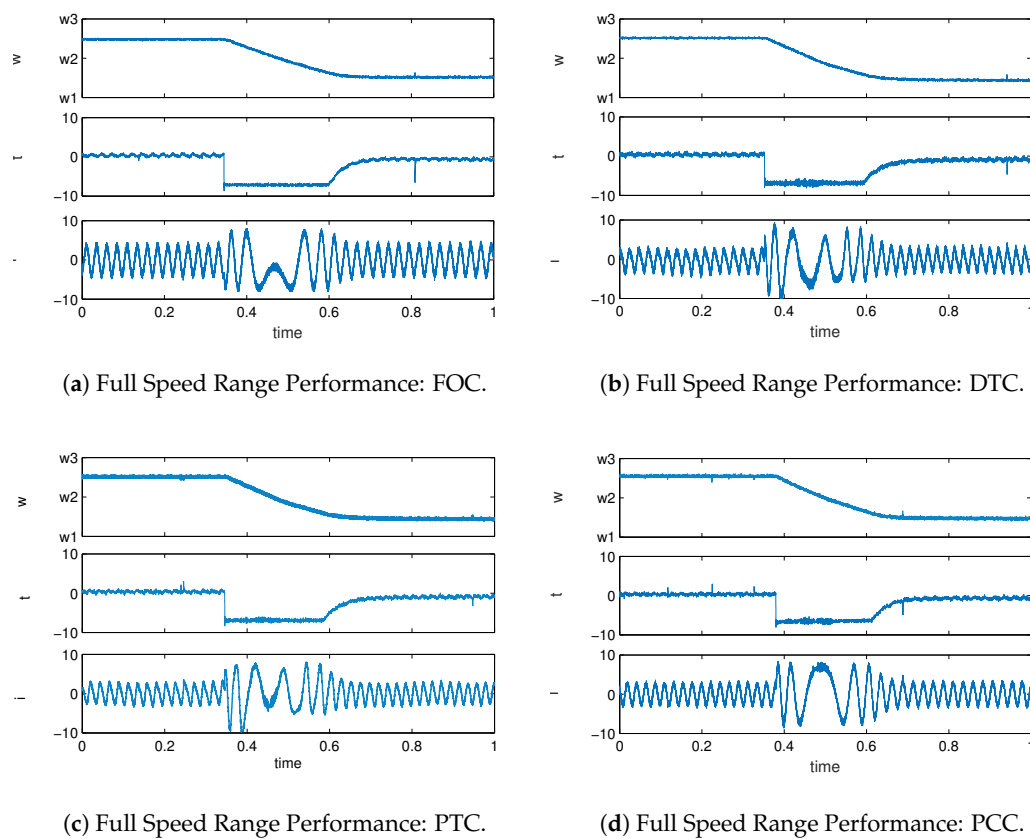 w3
w
w2
w1
10
t
0
−10
10
'
0
−10
0 0.2 0.4 0.6 0.8 1
time
(a) Full Speed Range Performance: FOC.
w3
w
w2
w1
10
t
0
−10
10
I
0
−10
0 0.2 0.4 0.6 0.8 1
time
(b) Full Speed Range Performance: DTC.
w3
w
w2
w1
10
t
0
−10
10
i
0
−10
0 0.2 0.4 0.6 0.8 1
time
(c) Full Speed Range Performance: PTC.
w3
w
w2
w1
10
t
0
−10
10
I
0
−10
0 0.2 0.4 0.6 0.8 1
time
(d) Full Speed Range Performance: PCC.